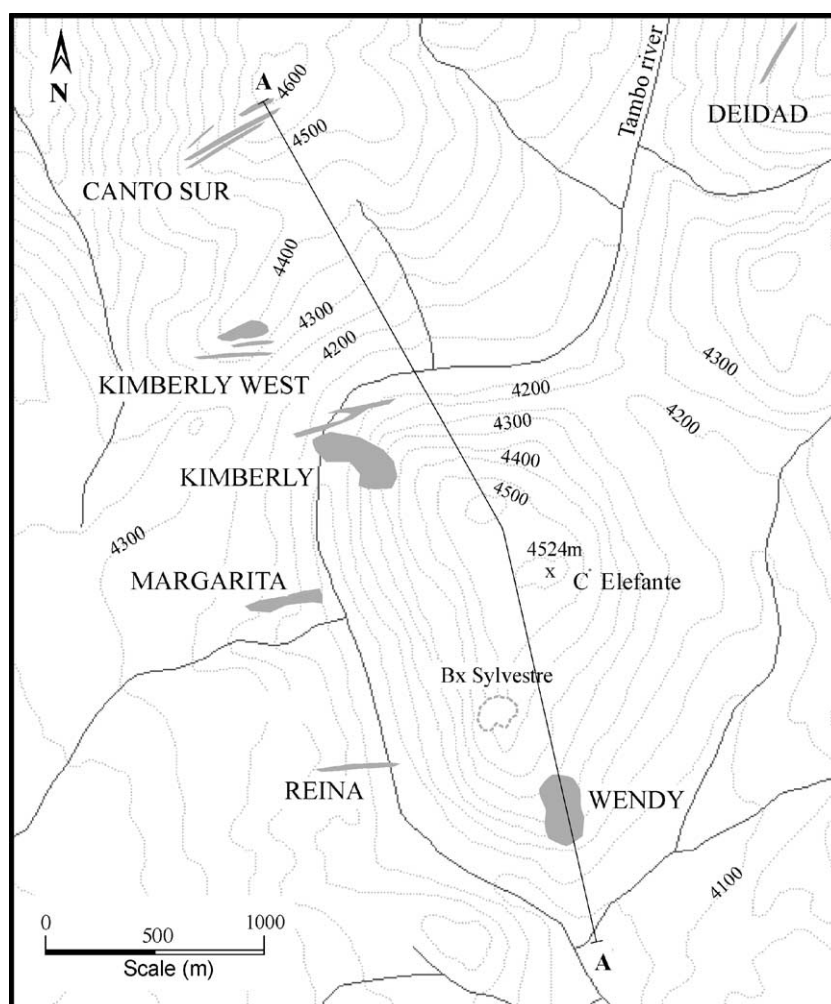 N
A
4600
4500
CANTO SUR
Tambo river
DEIDAD
4400
4300
4200
KIMBERLY WEST
4200
4300
4400
4500
4300
4200
KIMBERLY
4300
MARGARITA
4524m
x
C˙ Elefante
Bx Sylvestre
REINA
WENDY
4100
A
0 500 1000
Scale (m)